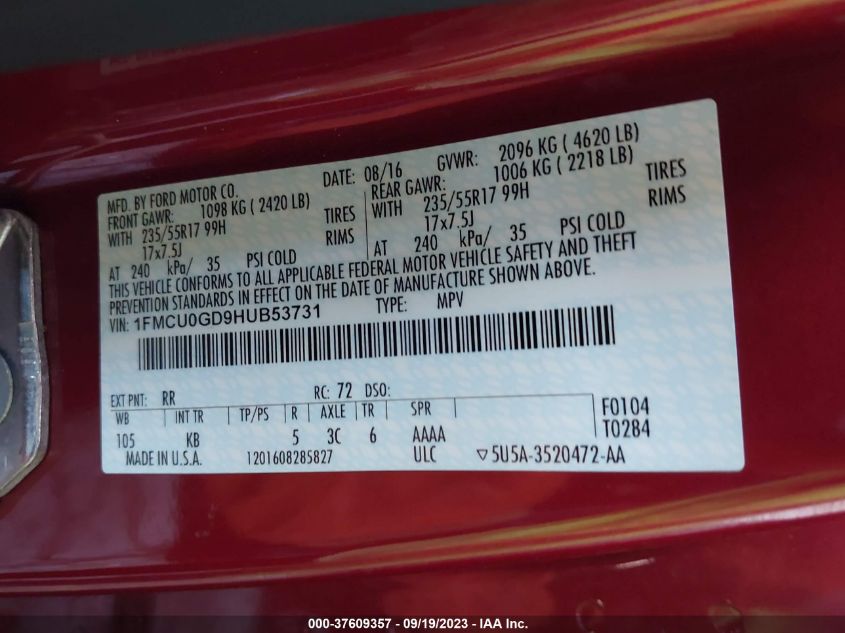 MFD. BY FORD MOTOR CO. DATE: 08/16 GVWR: 2096 KG ( 4620 LB)
FRONT GAWR: 1098 KG ( 2420 LB) REAR GAWR: 1006 KG ( 2218 LB)
WITH 235/55R17 99H TIRES WITH 235/55R17 99H TIRES
17x7.5J RIMS 17x7.5J RIMS
AT 240 kPa/ 35 PSI COLD AT 240 kPa/ 35 PSI COLD
THIS VEHICLE CONFORMS TO ALL APPLICABLE FEDERAL MOTOR VEHICLE SAFETY AND THEFT
PREVENTION STANDARDS IN EFFECT ON THE DATE OF MANUFACTURE SHOWN ABOVE.
VIN: 1FMCU0GD9HUB53731 TYPE: MPV
EXT PNT: RR RC: 72 DSO:
WB INT TR TP/PS R AXLE TR SPR F0104
105 KB 5 3C 6 AAAA T0284
MADE IN U.S.A. 1201608285827 ULC ▽5U5A-3520472-AA
000-37609357 - 09/19/2023 - IAA Inc.